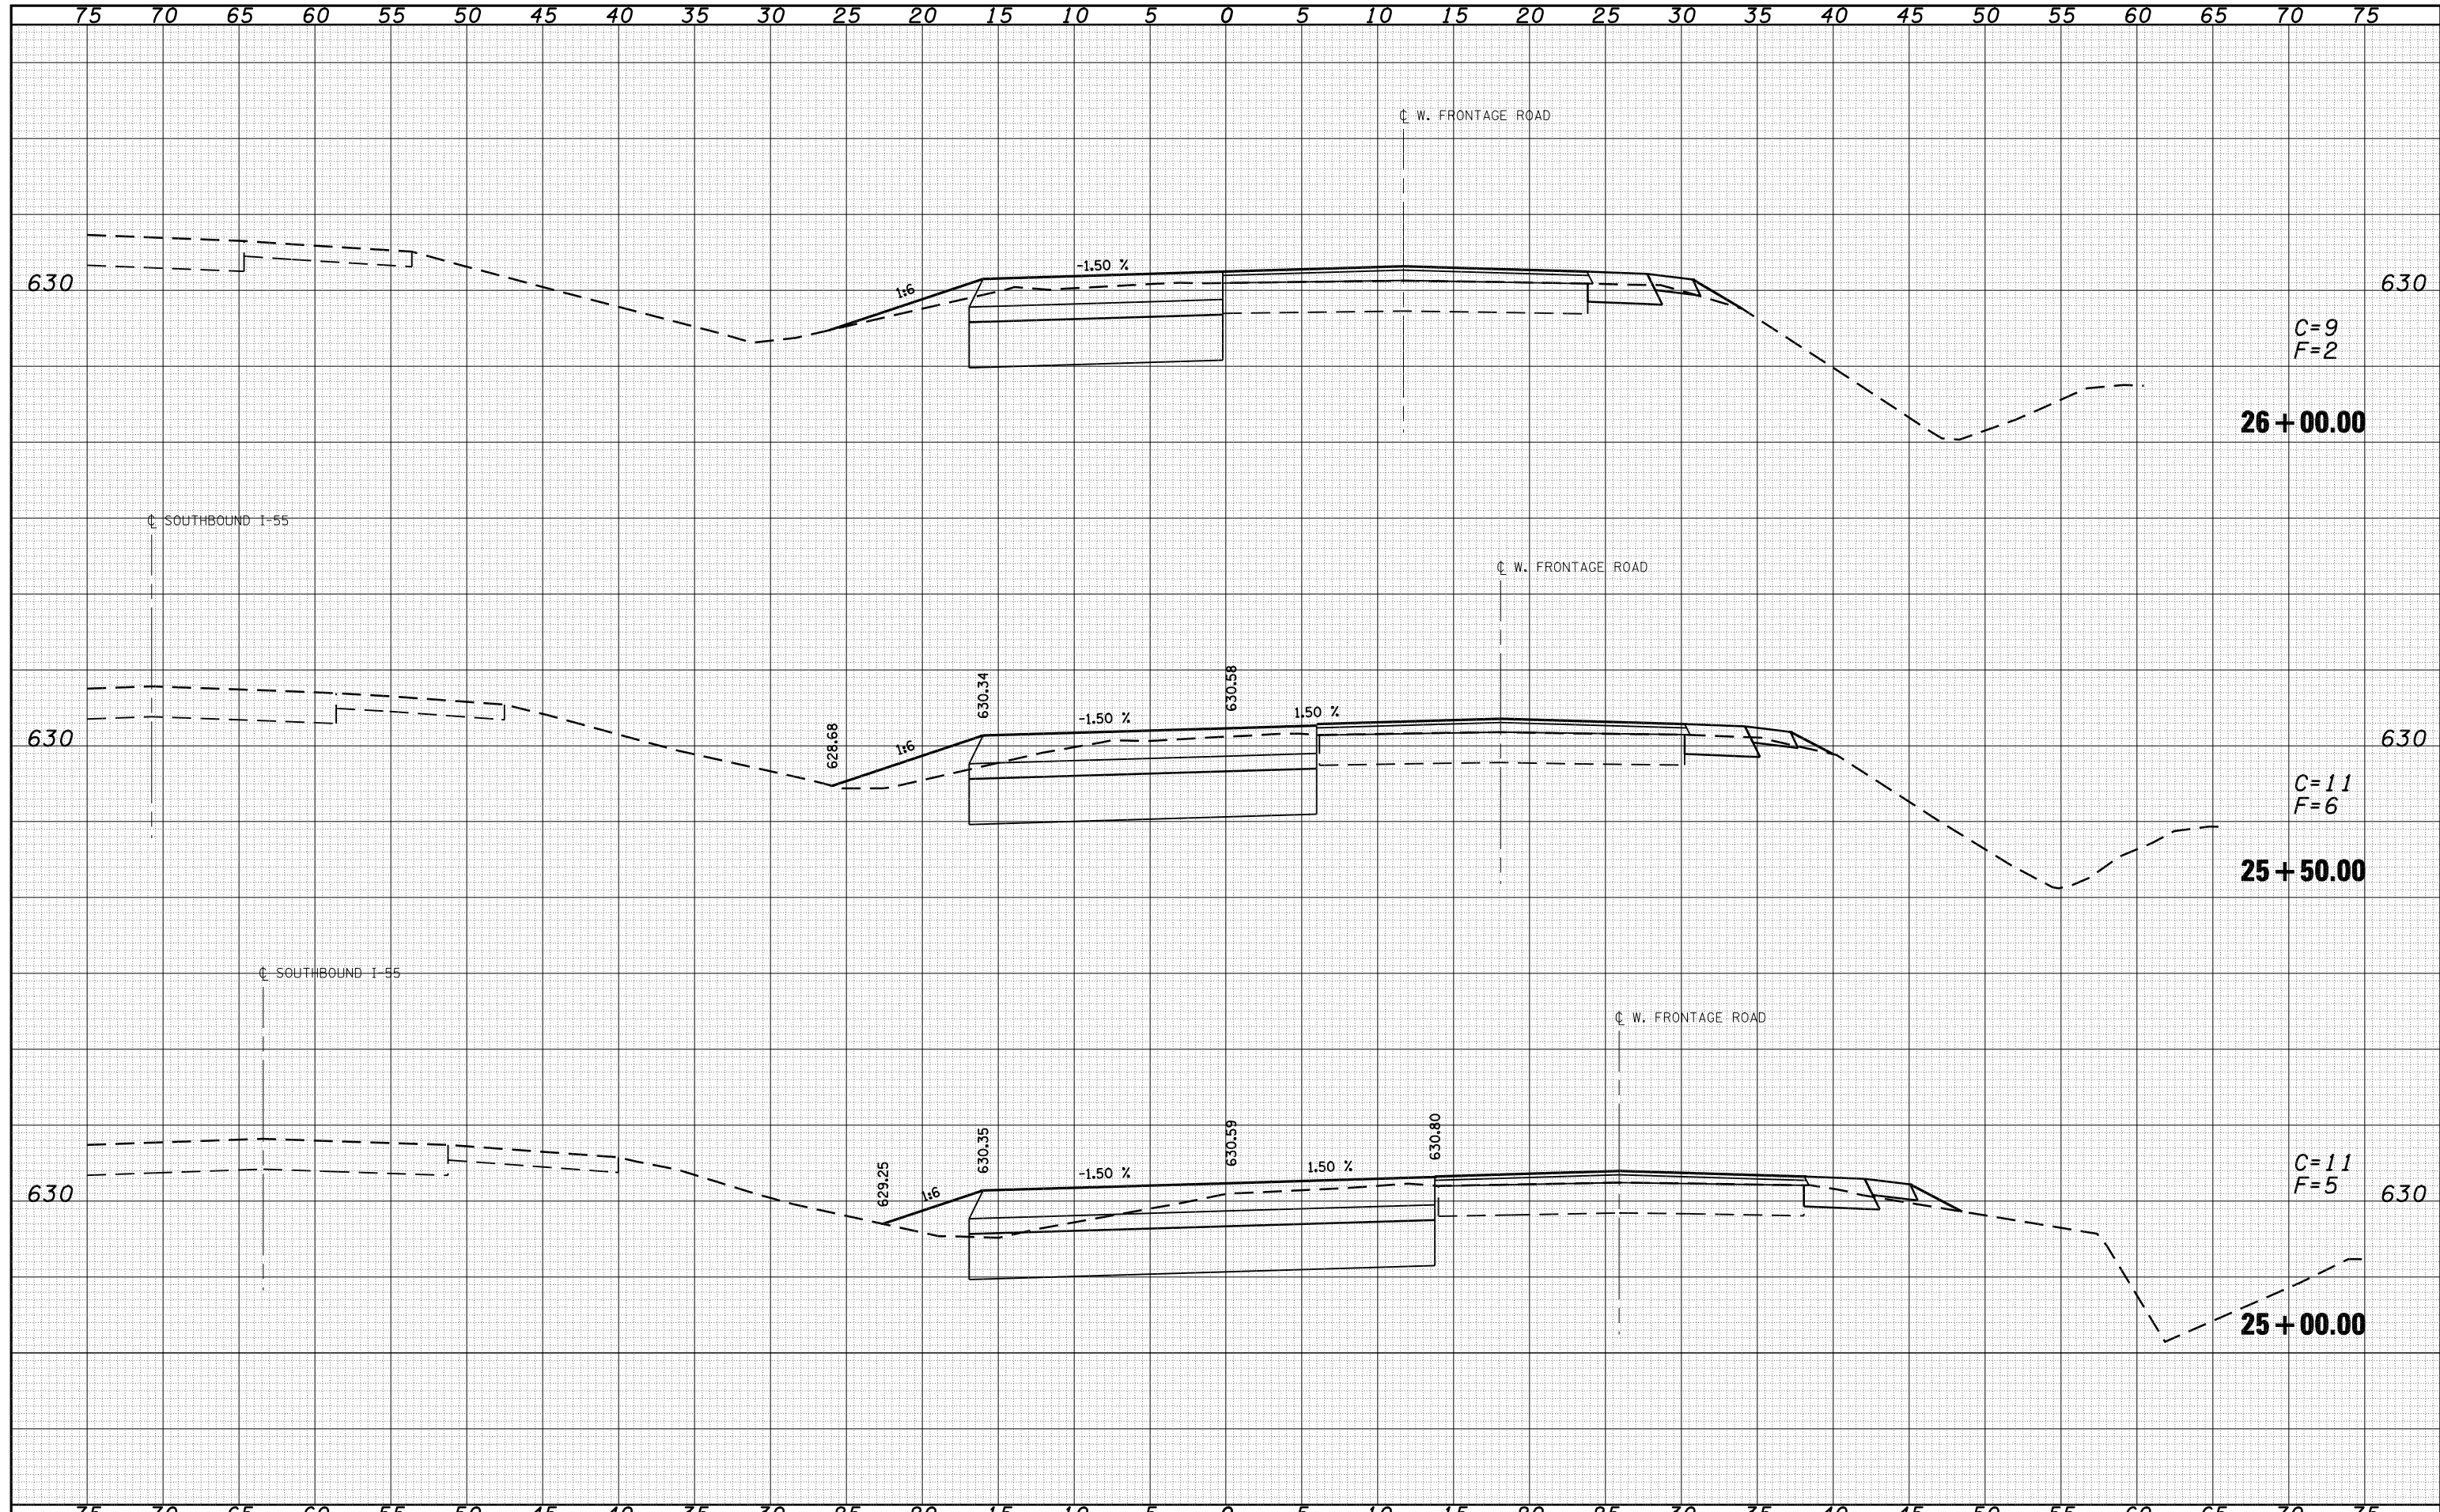 75 70 65 60 55 50 45 40 35 30 25 20 15 10 5 0 5 10 15 20 25 30 35 40 45 50 55 60 65 70 75
℄ W. FRONTAGE ROAD
-1.50 %
1:6
630 630
C=9
F=2
26+00.00
℄ SOUTHBOUND I-55
℄ W. FRONTAGE ROAD
628.68
630.34
630.58
-1.50 %
1.50 %
1:6
630 630
C=11
F=6
25+50.00
℄ SOUTHBOUND I-55
℄ W. FRONTAGE ROAD
629.25
630.35
630.59
630.80
-1.50 %
1.50 %
1:6
630 630
C=11
F=5
25+00.00
75 70 65 60 55 50 45 40 35 30 25 20 15 10 5 0 5 10 15 20 25 30 35 40 45 50 55 60 65 70 75